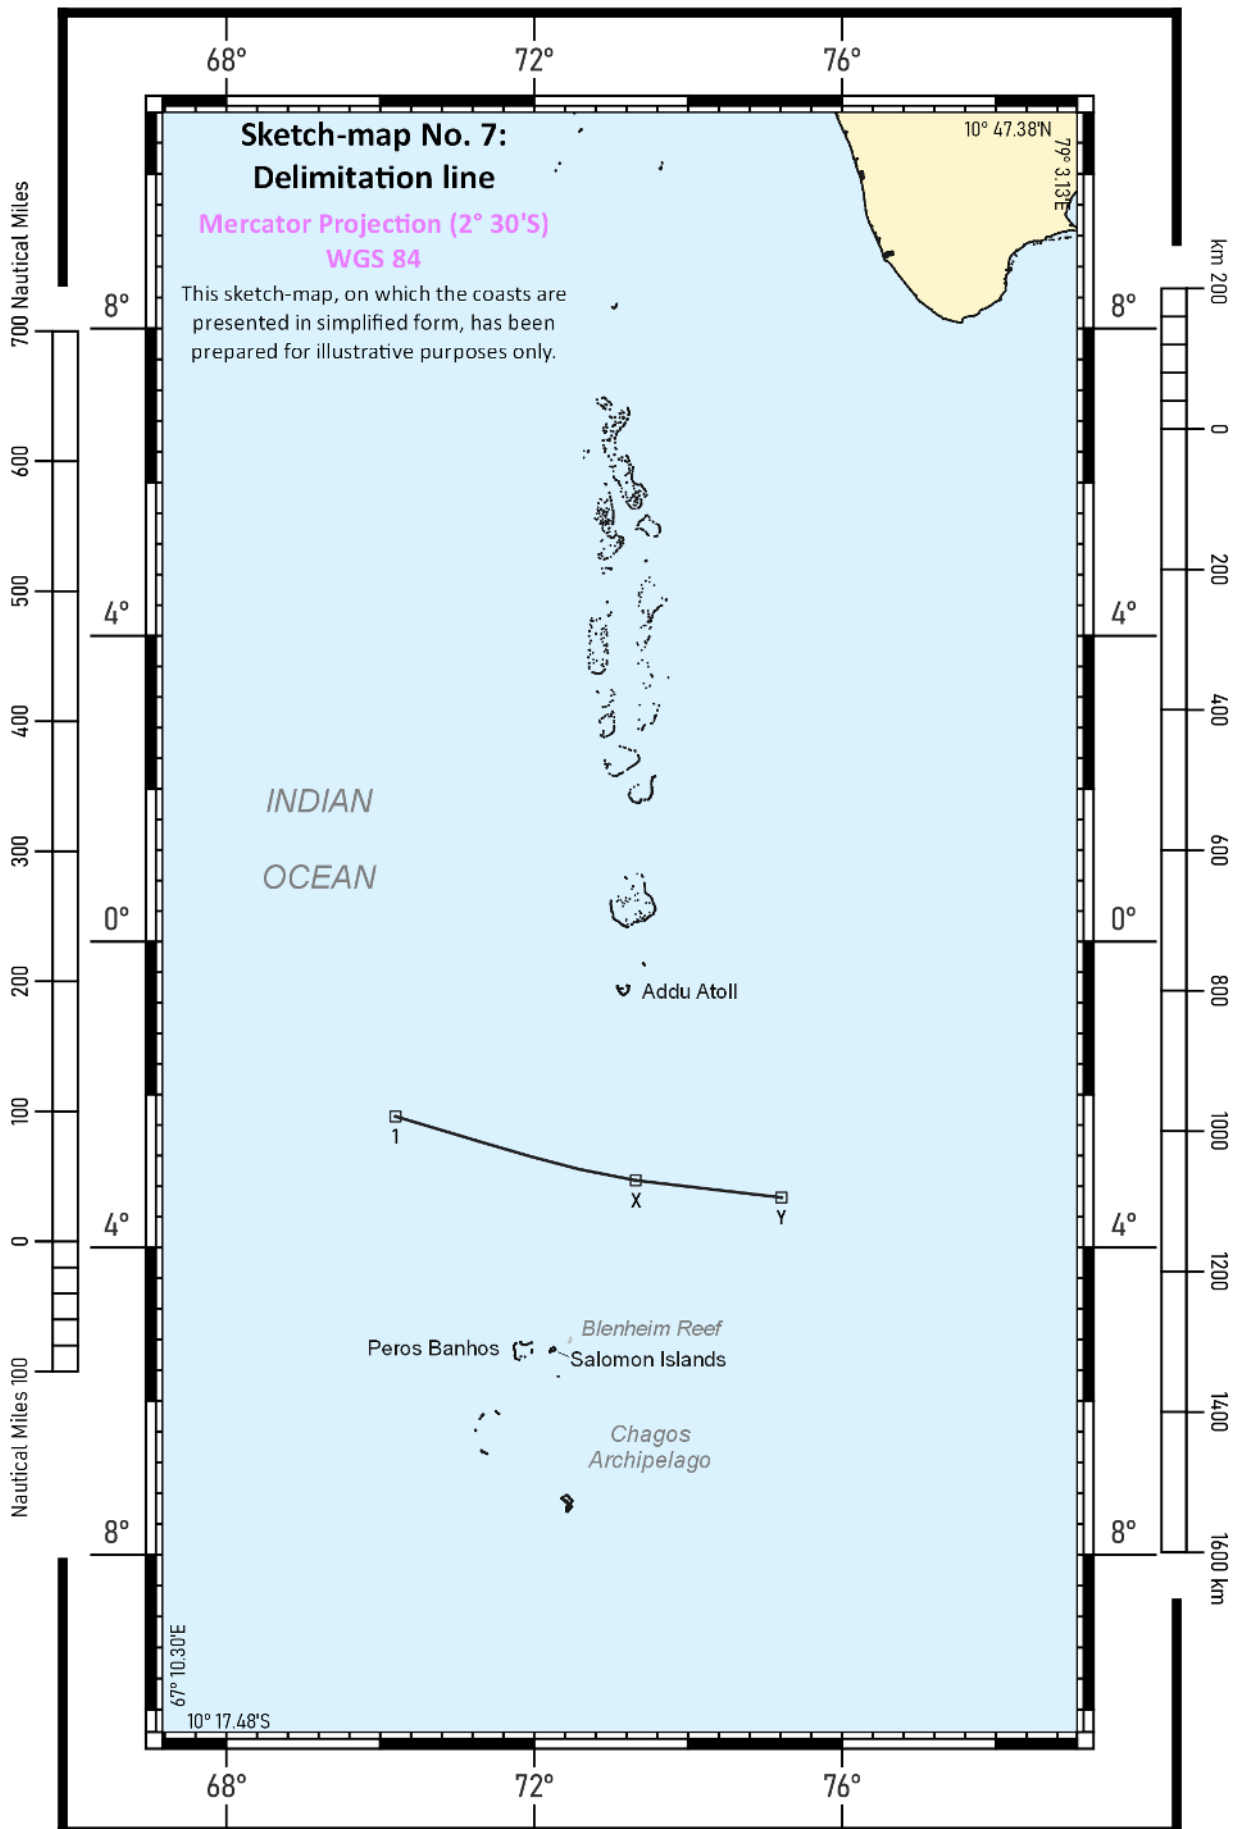 68° 72° 76°
Sketch-map No. 7:
Delimitation line
Mercator Projection (2° 30'S)
WGS 84
This sketch-map, on which the coasts are
presented in simplified form, has been
prepared for illustrative purposes only.
10° 47.38'N
79° 3.13'E
700 Nautical Miles
600
500
400
300
200
100
0
Nautical Miles 100
8°
4°
0°
4°
8°
INDIAN
OCEAN
Addu Atoll
1
X
Y
Blenheim Reef
Peros Banhos
Salomon Islands
Chagos
Archipelago
67° 10.30'E
10° 17.48'S
8°
4°
0°
4°
8°
km 200
0
200
400
600
800
1000
1200
1400
1600 km
68° 72° 76°